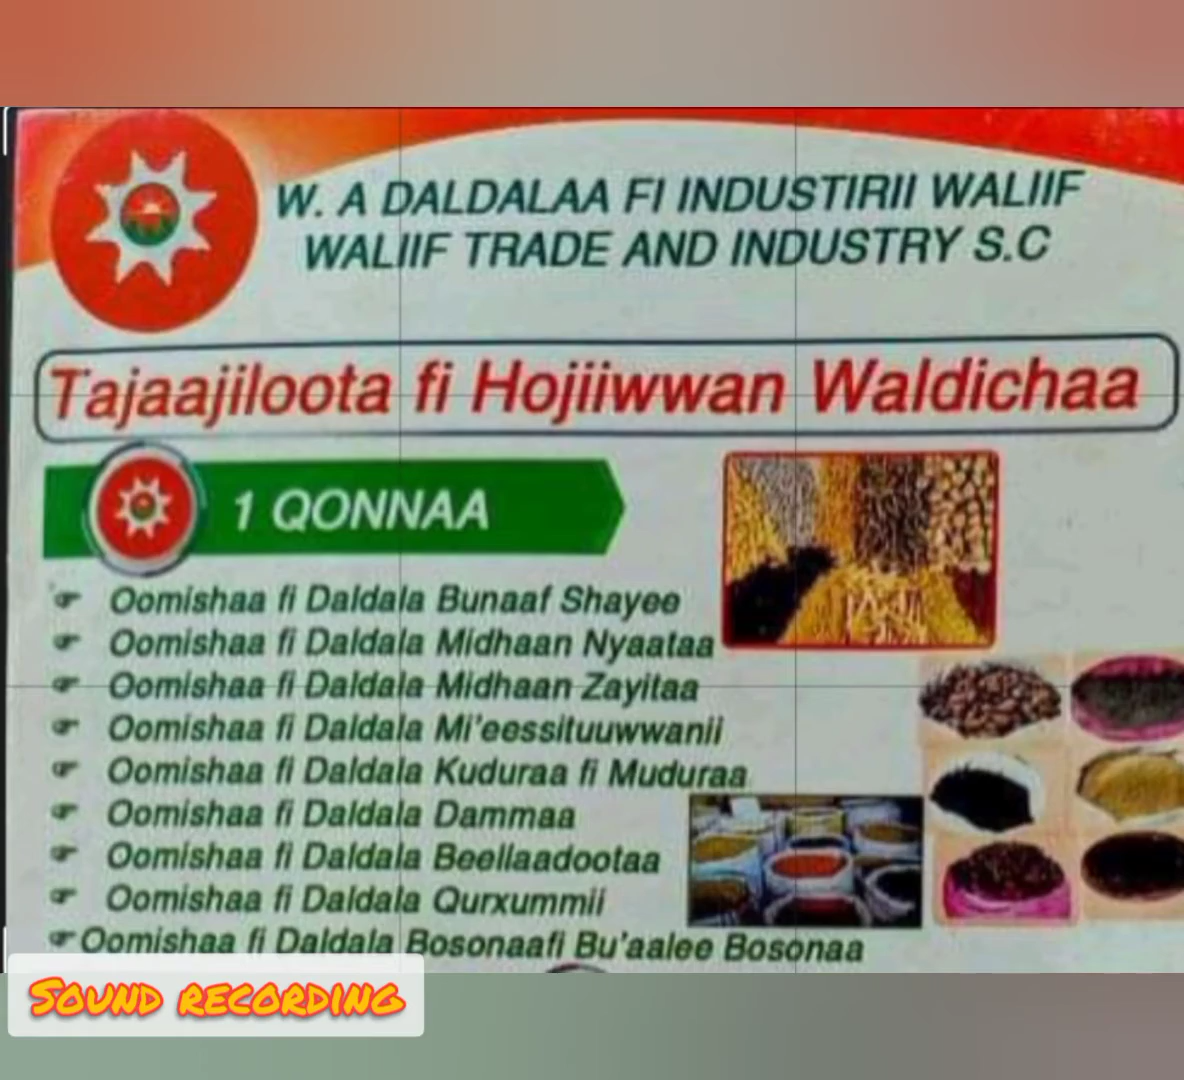 W. A DALDALAA FI INDUSTIRII WALIIF
WALIIF TRADE AND INDUSTRY S.C
Tajaajiloota fi Hojiiwwan Waldichaa
1 QONNAA
☞ Oomishaa fi Daldala Bunaaf Shayee
☞ Oomishaa fi Daldala Midhaan Nyaataa
☞ Oomishaa fi Daldala Midhaan Zayitaa
☞ Oomishaa fi Daldala Mi'eessituuwwanii
☞ Oomishaa fi Daldala Kuduraa fi Muduraa
☞ Oomishaa fi Daldala Dammaa
☞ Oomishaa fi Daldala Beellaadootaa
☞ Oomishaa fi Daldala Qurxummii
☞ Oomishaa fi Daldala Bosonaafi Bu'aalee Bosonaa
Sound recording